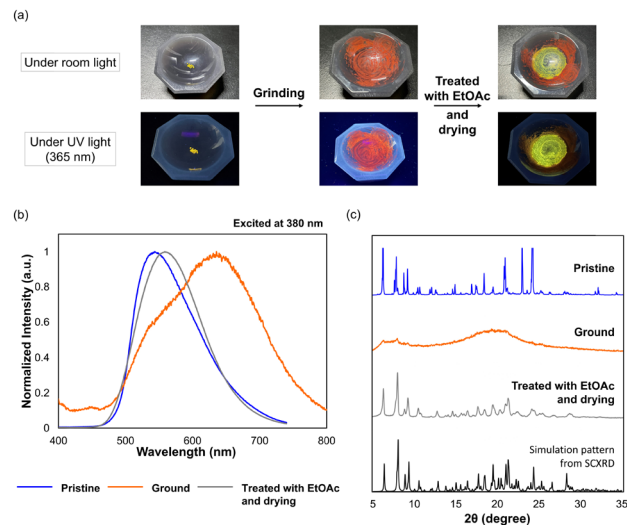 (a)
Under room light
Under UV light
(365 nm)
Grinding
Treated
with EtOAc
and
drying
(b)
Excited at 380 nm
Normalized Intensity (a.u.)
1
0.8
0.6
0.4
0.2
0
400
500
600
700
800
Wavelength (nm)
Pristine
Ground
Treated with EtOAc
and drying
(c)
Pristine
Ground
Treated with EtOAc
and drying
Simulation pattern
from SCXRD
5
10
15
20
25
30
35
2θ (degree)